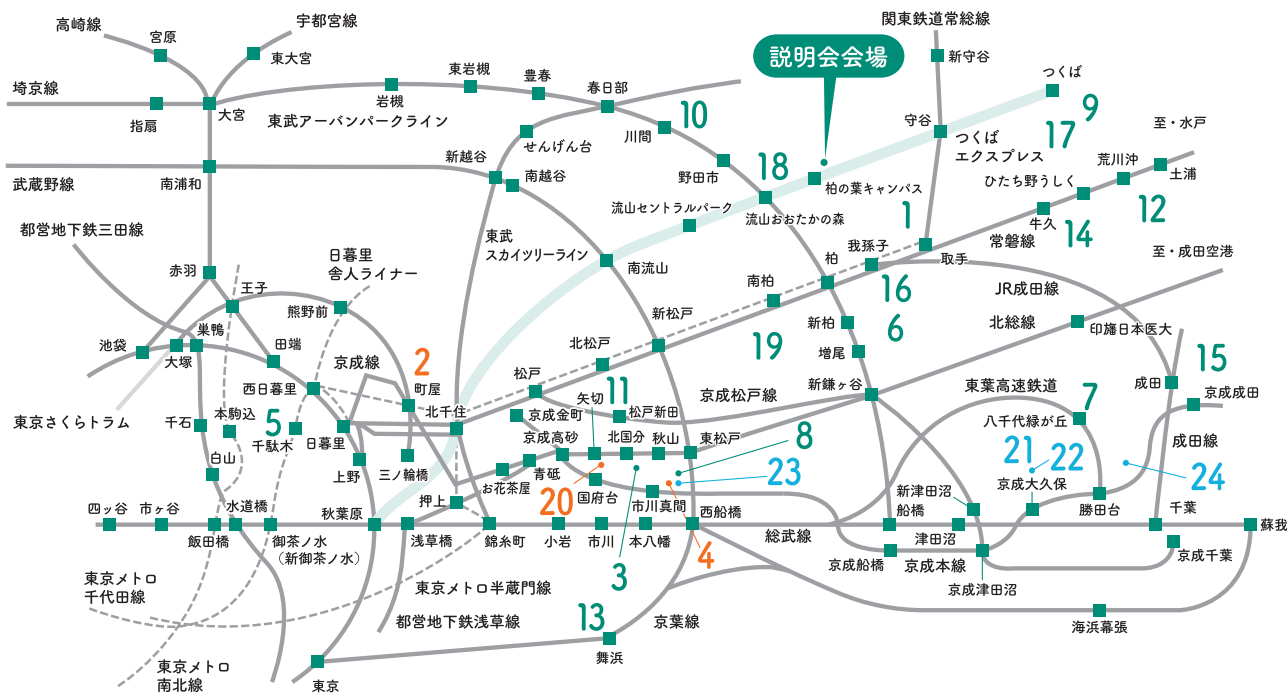 高崎線
宇都宮線
宮原
東大宮
埼京線
指扇
大宮
岩槻
東岩槻
豊春
春日部
東武アーバンパークライン
せんげん台
川間
10
関東鉄道常総線
新守谷
説明会会場
つくば
9
17
守谷
つくば
エクスプレス
至・水戸
荒川沖
土浦
ひたち野うしく
12
武蔵野線
南浦和
新越谷
南越谷
野田市
18
柏の葉キャンパス
流山セントラルパーク
流山おおたかの森
1
牛久
14
常磐線
都営地下鉄三田線
東武
スカイツリーライン
南流山
柏
我孫子
取手
至・成田空港
赤羽
王子
日暮里
舎人ライナー
熊野前
南柏
16
JR成田線
新松戸
新柏
6
北総線
印旛日本医大
池袋
大塚
巣鴨
田端
京成線
2
町屋
北松戸
19
増尾
15
西日暮里
松戸
新鎌ヶ谷
東葉高速鉄道
7
成田
京成成田
東京さくらトラム
千石
本駒込
5
千駄木
日暮里
北千住
京成金町
矢切
11
松戸新田
京成松戸線
八千代緑が丘
成田線
白山
上野
三ノ輪橋
京成高砂
北国分
秋山
東松戸
8
お花茶屋
青砥
20
国府台
23
21
22
24
四ッ谷
市ヶ谷
水道橋
秋葉原
押上
市川真間
西船橋
新津田沼
京成大久保
勝田台
飯田橋
御茶ノ水
(新御茶ノ水)
浅草橋
錦糸町
小岩
市川
本八幡
4
総武線
船橋
津田沼
千葉
蘇我
3
京成船橋
京成本線
京成津田沼
京成千葉
東京メトロ
千代田線
東京メトロ半蔵門線
都営地下鉄浅草線
13
京葉線
海浜幕張
舞浜
東京メトロ
南北線
東京